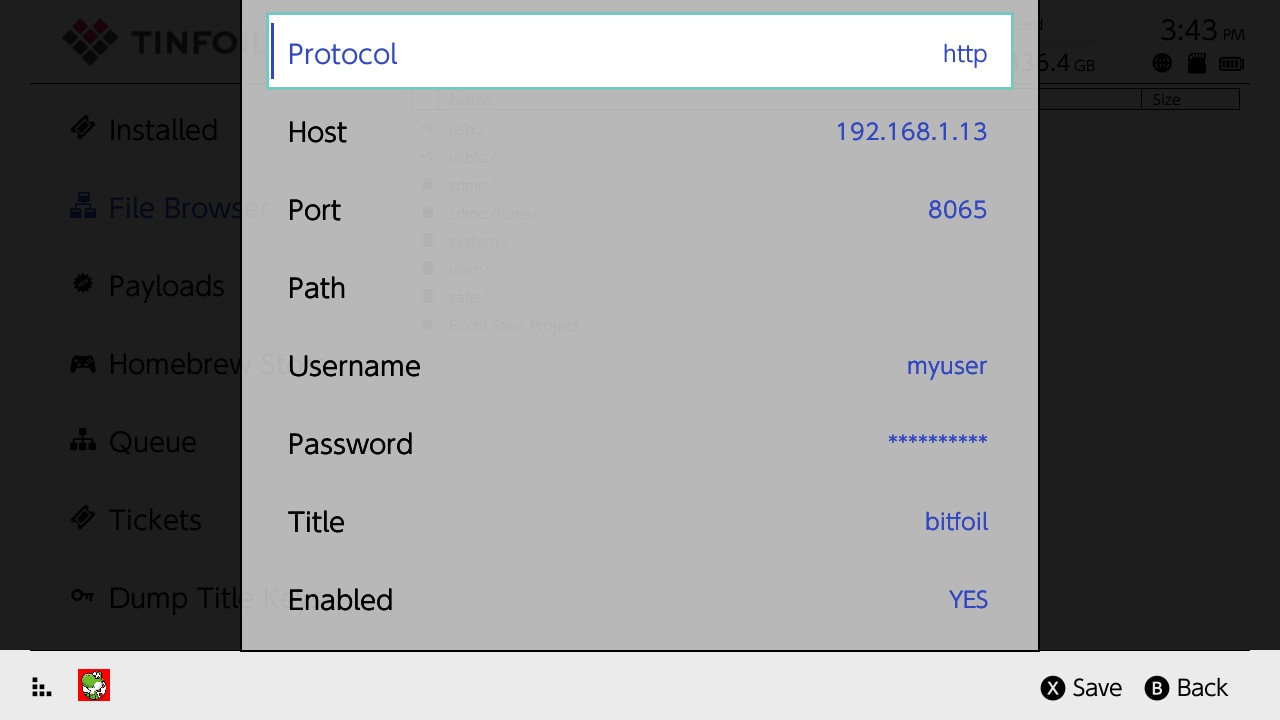 TINFOIL
3:43 PM
36.4 GB
Protocol http
Name Size
Installed
Host 192.168.1.13
usb:/
usbfs:/
File Browser
sdmc:/
Port 8065
sdmc:/roms/
system:/
user:/
Payloads
Path
safe:/
Ecchi Save Project
Homebrew
Username myuser
Queue
Password **********
Tickets
Title bitfoil
Dump Title
Enabled YES
X Save B Back